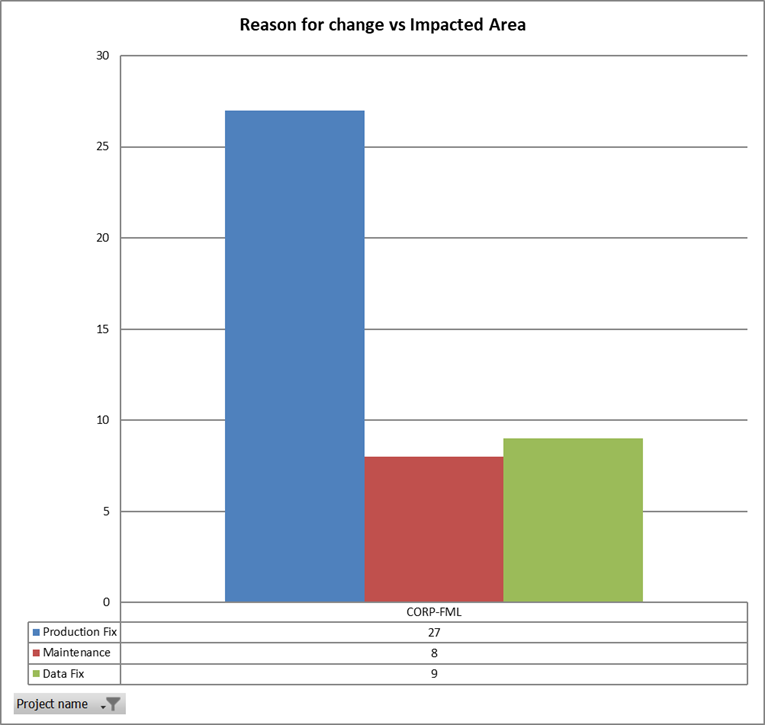 Reason for change vs Impacted Area
30
25
20
15
10
5
0
CORP-FML
Production Fix 27
Maintenance 8
Data Fix 9
Project name